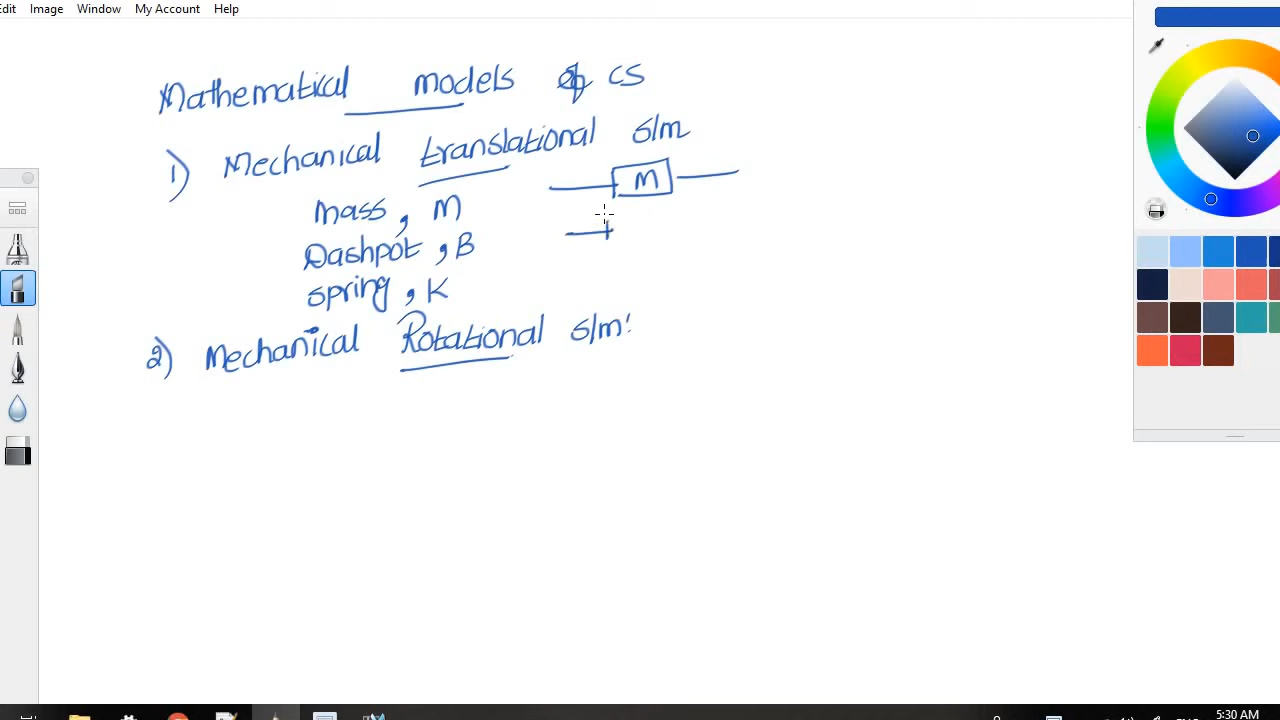 Edit Image Window My Account Help
Mathematical models of CS
1) Mechanical translational s/m
M
Mass, M
Dashpot, B
Spring, K
2) Mechanical Rotational s/m:
5:30 AM